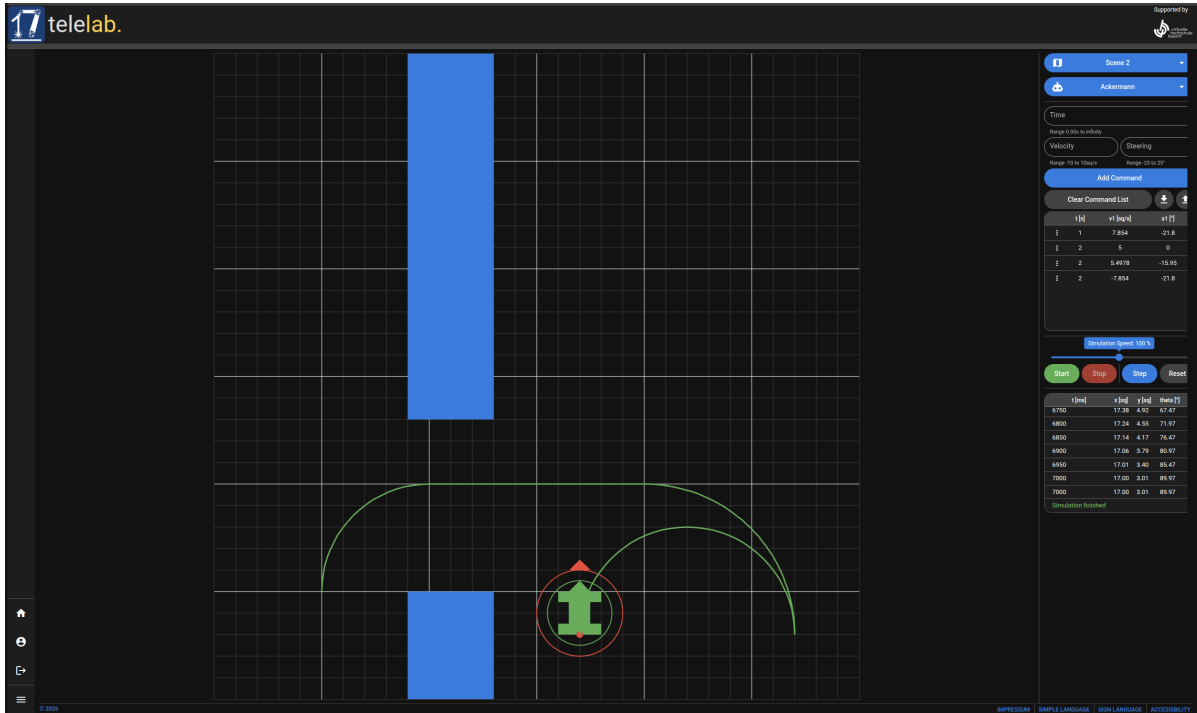 Supported by
17 telelab.
virtuelle
hochschule
bayern
Scene 2
Ackermann
Time
Range 0.05s to infinity
Velocity Steering
Range -10 to 10sq/s Range -25 to 25°
Add Command
Clear Command List
t [s] v1 [sq/s] a1 [°]
1 7.854 -21.8
2 5 0
2 5.4978 -15.95
2 -7.854 -21.8
Simulation Speed: 100 %
Start Stop Step Reset
t [ms] x [sq] y [sq] theta [°]
6750 17.38 4.92 67.47
6800 17.24 4.55 71.97
6850 17.14 4.17 76.47
6900 17.06 3.79 80.97
6950 17.01 3.40 85.47
7000 17.00 3.01 89.97
7000 17.00 3.01 89.97
Simulation finished
© 2026
IMPRESSUM | SIMPLE LANGUAGE | SIGN LANGUAGE | ACCESSIBILITY